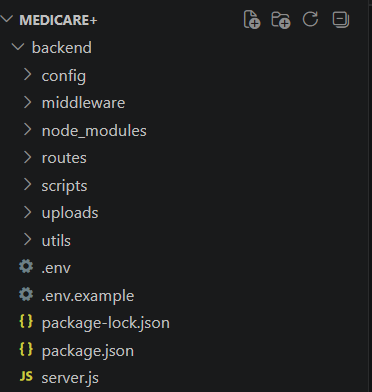 MEDICARE+
backend
config
middleware
node_modules
routes
scripts
uploads
utils
.env
.env.example
{ } package-lock.json
{ } package.json
JS server.js